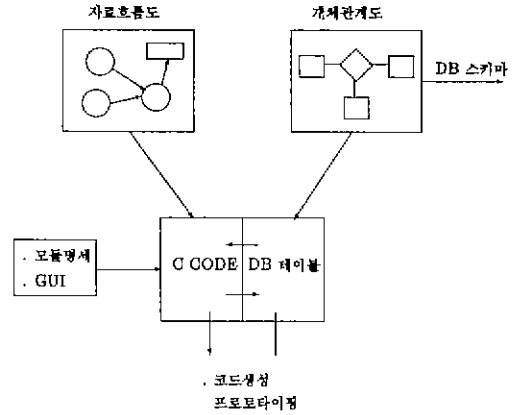 자료흐름도
개체관계도
DB 스키마
. 모듈명세
. GUI
C CODE
DB 테이블
. 코드생성
프로토타이핑